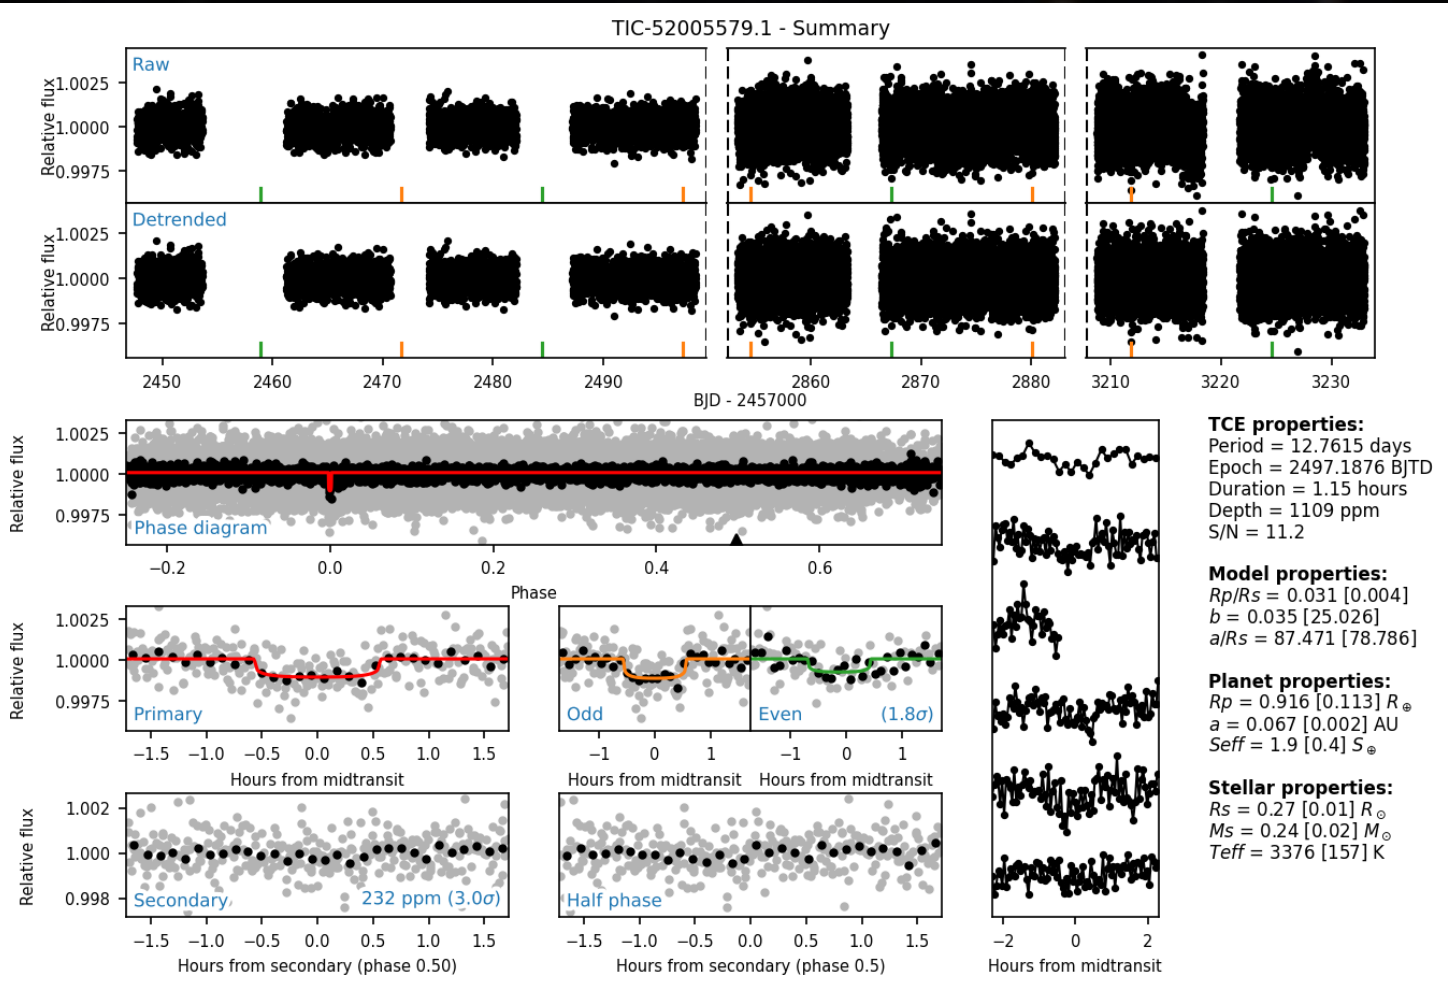 TIC-52005579.1 - Summary
Raw
Relative flux
1.0025
1.0000
0.9975
Detrended
Relative flux
1.0025
1.0000
0.9975
2450 2460 2470 2480 2490 2860 2870 2880 3210 3220 3230
BJD - 2457000
Relative flux
1.0025
1.0000
0.9975
Phase diagram
−0.2 0.0 0.2 0.4 0.6
Phase
Relative flux
1.0025
1.0000
0.9975
Primary
−1.5 −1.0 −0.5 0.0 0.5 1.0 1.5
Hours from midtransit
Odd
−1 0 1
Hours from midtransit
Even (1.8σ)
−1 0 1
Hours from midtransit
Relative flux
1.002
1.000
0.998
Secondary 232 ppm (3.0σ)
−1.5 −1.0 −0.5 0.0 0.5 1.0 1.5
Hours from secondary (phase 0.50)
Half phase
−1.5 −1.0 −0.5 0.0 0.5 1.0 1.5
Hours from secondary (phase 0.5)
−2 0 2
Hours from midtransit
TCE properties:
Period = 12.7615 days
Epoch = 2497.1876 BJTD
Duration = 1.15 hours
Depth = 1109 ppm
S/N = 11.2
Model properties:
Rp/Rs = 0.031 [0.004]
b = 0.035 [25.026]
a/Rs = 87.471 [78.786]
Planet properties:
Rp = 0.916 [0.113] R⊕
a = 0.067 [0.002] AU
Seff = 1.9 [0.4] S⊕
Stellar properties:
Rs = 0.27 [0.01] R⊙
Ms = 0.24 [0.02] M⊙
Teff = 3376 [157] K